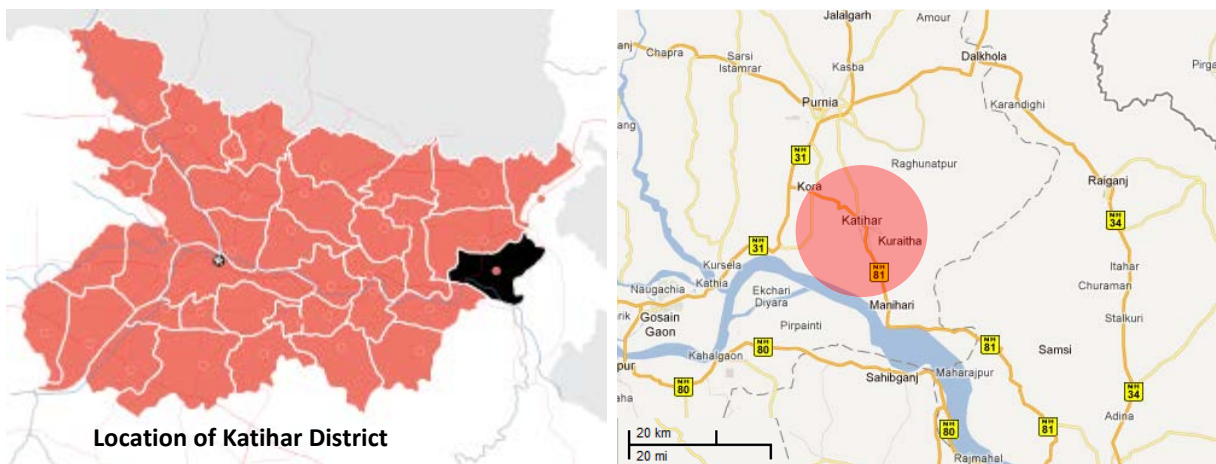 Location of Katihar District
Jalalgarh
Amour
Dalkhola
Chapra
Sarsi
Istamrar
Kasba
Karandighi
Purnia
NH
31
Raghunatpur
Raiganj
Kora
NH
34
Katihar
Kuraitha
NH
31
Kursela
Kathia
NH
81
Itahar
Churaman
Naugachia
Ekchari
Diyara
Manihari
Stalkuri
Gosain
Gaon
Pirpainti
NH
80
NH
81
Samsi
Kahalgaon
Sahibganj
Maharajpur
NH
80
NH
34
Adina
NH
80
NH
81
Rajmahal
20 km
20 mi